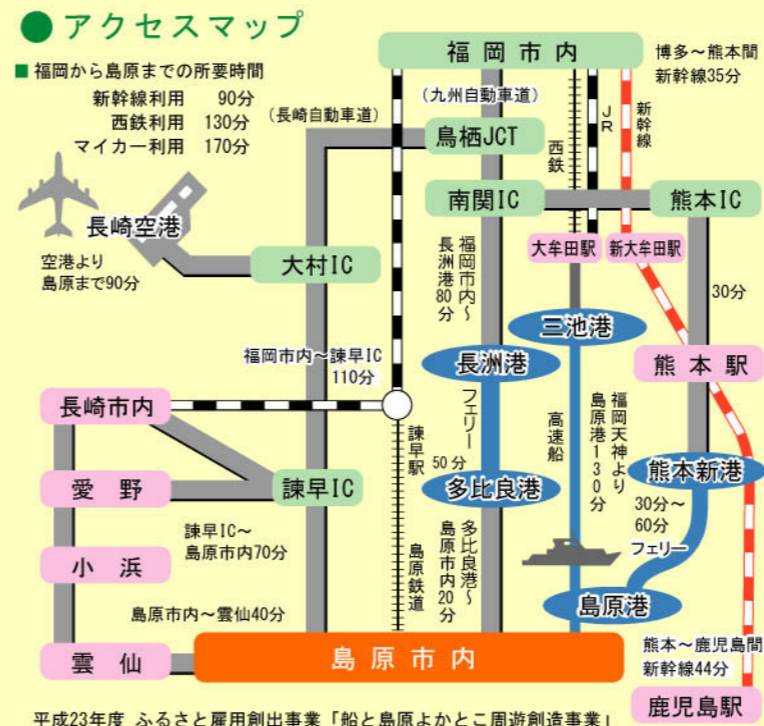 ●アクセスマップ
■福岡から島原までの所要時間
新幹線利用 90分
西鉄利用 130分
マイカー利用 170分
福岡市内
博多～熊本間
新幹線35分
(長崎自動車道)
(九州自動車道)
鳥栖JCT
西鉄
JR
新幹線
長崎空港
空港より
島原まで90分
大村IC
南関IC
熊本IC
福岡市内～
長洲港
80分
大牟田駅
新大牟田駅
30分
三池港
福岡市内～諫早IC
110分
長洲港
熊本駅
長崎市内
諫早駅
フェリー
50分
高速船
福岡天神より
島原港130分
愛野
諫早IC
多比良港
熊本新港
30分～
60分
フェリー
諫早IC～
島原市内70分
小浜
島原鉄道
多比良港～
島原市内20分
島原港
島原市内～雲仙40分
雲仙
島原市内
熊本～鹿児島間
新幹線44分
鹿児島駅
平成23年度 ふるさと雇用創出事業「船と島原よかとこ周遊創造事業」